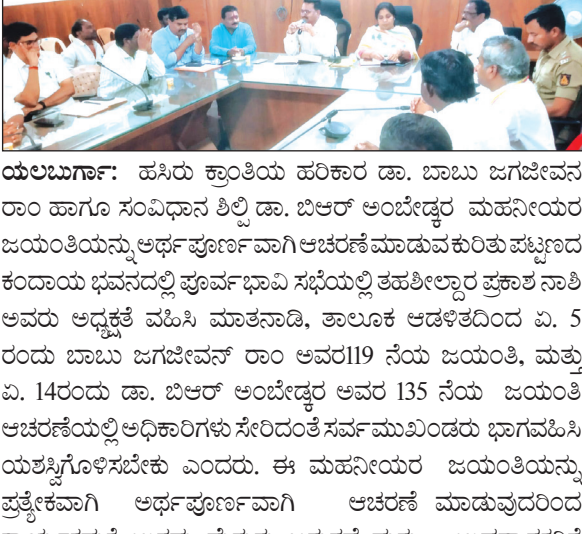 ಯಲಬುರ್ಗಾ: ಹಸಿರು ಕ್ರಾಂತಿಯ ಹರಿಕಾರ ಡಾ. ಬಾಬು ಜಗಜೀವನ
ರಾಂ ಹಾಗೂ ಸಂವಿಧಾನ ಶಿಲ್ಪಿ ಡಾ. ಬಿಆರ್ ಅಂಬೇಡ್ಕರ ಮಹನೀಯರ
ಜಯಂತಿಯನ್ನು ಅರ್ಥಪೂರ್ಣವಾಗಿ ಆಚರಣೆ ಮಾಡುವ ಕುರಿತು ಪಟ್ಟಣದ
ಕಂದಾಯ ಭವನದಲ್ಲಿ ಪೂರ್ವಭಾವಿ ಸಭೆಯಲ್ಲಿ ತಹಶೀಲ್ದಾರ ಪ್ರಕಾಶ ನಾಶಿ
ಅವರು ಅಧ್ಯಕ್ಷತೆ ವಹಿಸಿ ಮಾತನಾಡಿ, ತಾಲೂಕ ಆಡಳಿತದಿಂದ ಏ. 5
ರಂದು ಬಾಬು ಜಗಜೀವನ್ ರಾಂ ಅವರ119 ನೆಯ ಜಯಂತಿ, ಮತ್ತು
ಏ. 14ರಂದು ಡಾ. ಬಿಆರ್ ಅಂಬೇಡ್ಕರ ಅವರ 135 ನೆಯ ಜಯಂತಿ
ಆಚರಣೆಯಲ್ಲಿ ಅಧಿಕಾರಿಗಳು ಸೇರಿದಂತೆ ಸರ್ವ ಮುಖಂಡರು ಭಾಗವಹಿಸಿ
ಯಶಸ್ವಿಗೊಳಿಸಬೇಕು ಎಂದರು. ಈ ಮಹನೀಯರ ಜಯಂತಿಯನ್ನು
ಪ್ರತ್ಯೇಕವಾಗಿ ಅರ್ಥಪೂರ್ಣವಾಗಿ ಆಚರಣೆ ಮಾಡುವುದರಿಂದ